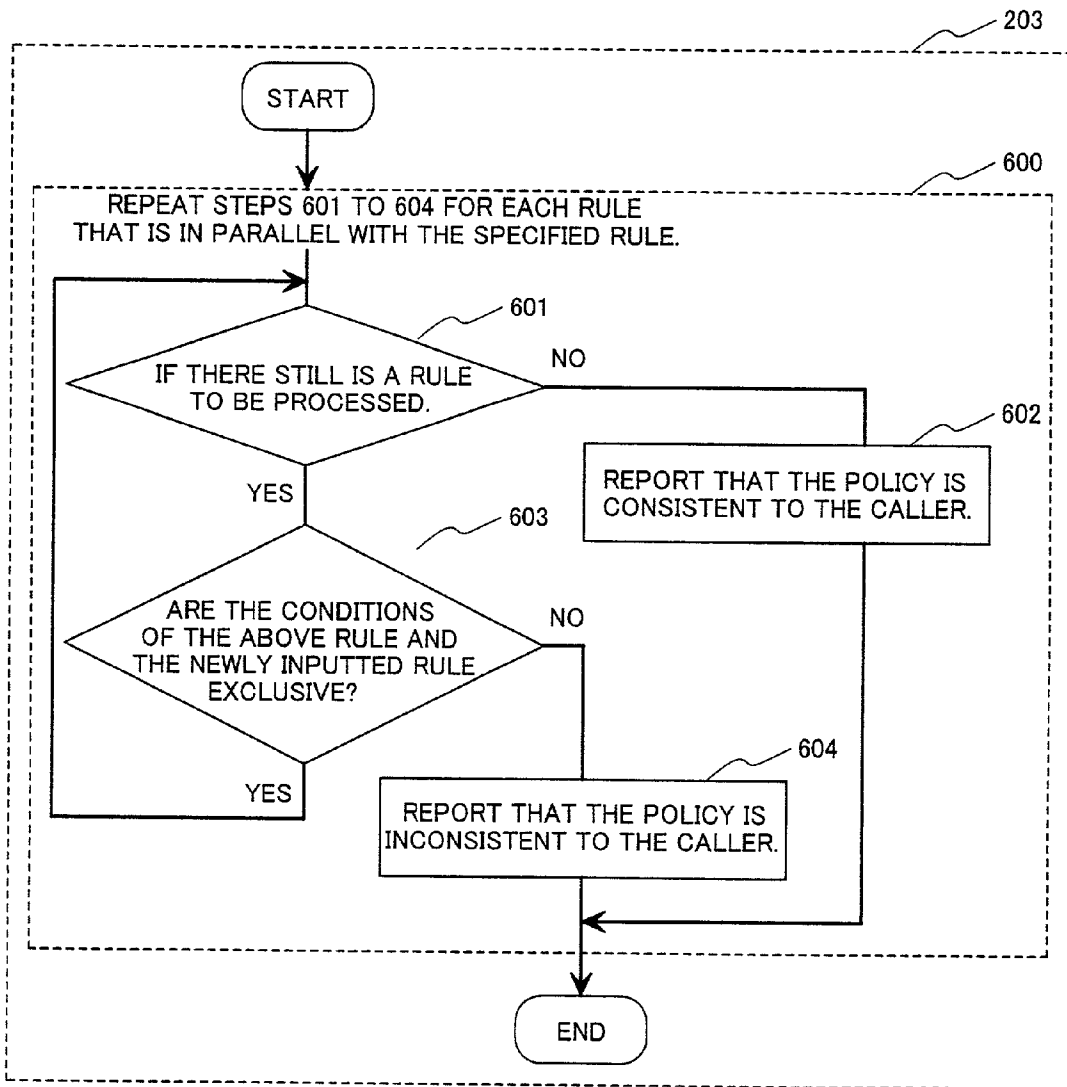 203
START
600
REPEAT STEPS 601 TO 604 FOR EACH RULE
THAT IS IN PARALLEL WITH THE SPECIFIED RULE.
601
IF THERE STILL IS A RULE
TO BE PROCESSED.
NO
602
REPORT THAT THE POLICY IS
CONSISTENT TO THE CALLER.
YES
603
ARE THE CONDITIONS
OF THE ABOVE RULE AND
THE NEWLY INPUTTED RULE
EXCLUSIVE?
NO
604
YES
REPORT THAT THE POLICY IS
INCONSISTENT TO THE CALLER.
END